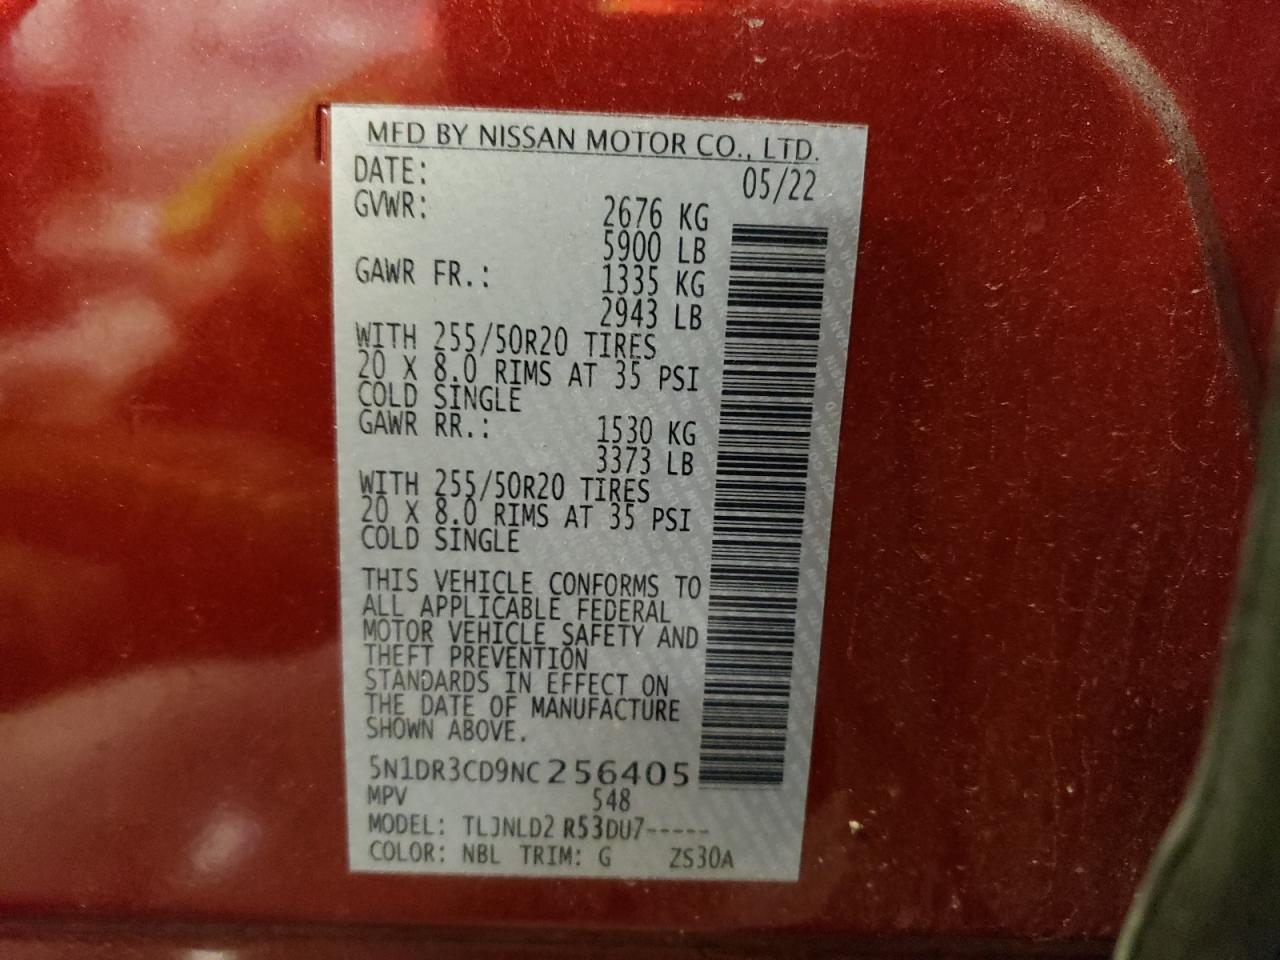 MFD BY NISSAN MOTOR CO., LTD.
DATE: 05/22
GVWR: 2676 KG
5900 LB
GAWR FR.: 1335 KG
2943 LB
WITH 255/50R20 TIRES
20 X 8.0 RIMS AT 35 PSI
COLD SINGLE
GAWR RR.: 1530 KG
3373 LB
WITH 255/50R20 TIRES
20 X 8.0 RIMS AT 35 PSI
COLD SINGLE
THIS VEHICLE CONFORMS TO
ALL APPLICABLE FEDERAL
MOTOR VEHICLE SAFETY AND
THEFT PREVENTION
STANDARDS IN EFFECT ON
THE DATE OF MANUFACTURE
SHOWN ABOVE.
5N1DR3CD9NC256405
MPV 548
MODEL: TLJNLD2 R53DU7-----
COLOR: NBL TRIM: G ZS30A